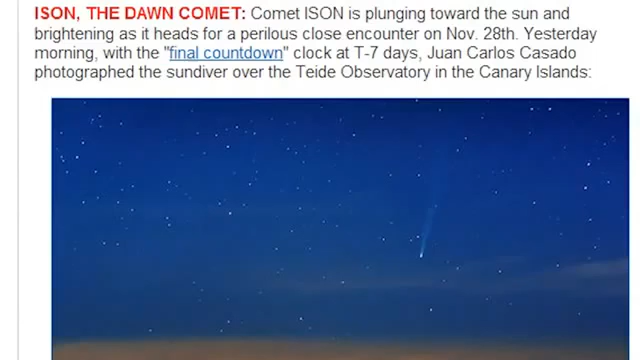 ISON, THE DAWN COMET: Comet ISON is plunging toward the sun and
brightening as it heads for a perilous close encounter on Nov. 28th. Yesterday
morning, with the "final countdown" clock at T-7 days, Juan Carlos Casado
photographed the sundiver over the Teide Observatory in the Canary Islands: